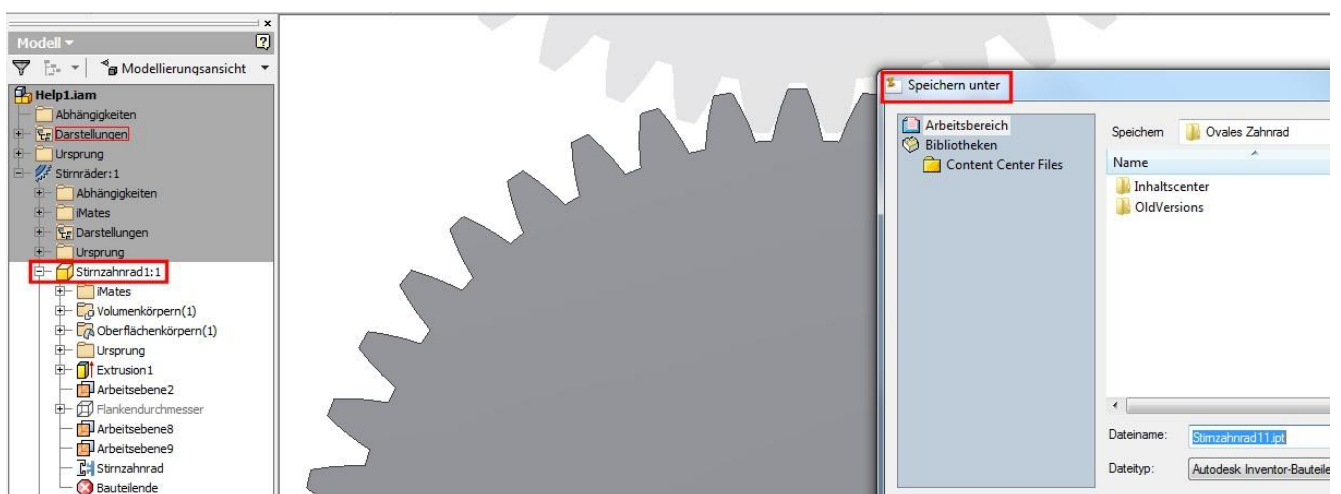 Modell
Modellierungsansicht
Help1.iam
Abhängigkeiten
Darstellungen
Ursprung
Stirnräder:1
Abhängigkeiten
iMates
Darstellungen
Ursprung
Stirnzahnrad1:1
iMates
Volumenkörpern(1)
Oberflächenkörpern(1)
Ursprung
Extrusion1
Arbeitsebene2
Flankendurchmesser
Arbeitsebene8
Arbeitsebene9
Stirnzahnrad
Bauteilende
Speichern unter
Arbeitsbereich
Bibliotheken
Content Center Files
Speichern Ovales Zahnrad
Name
Inhaltscenter
OldVersions
Dateiname: Stirnzahnrad11.ipt
Dateityp: Autodesk Inventor-Bauteile